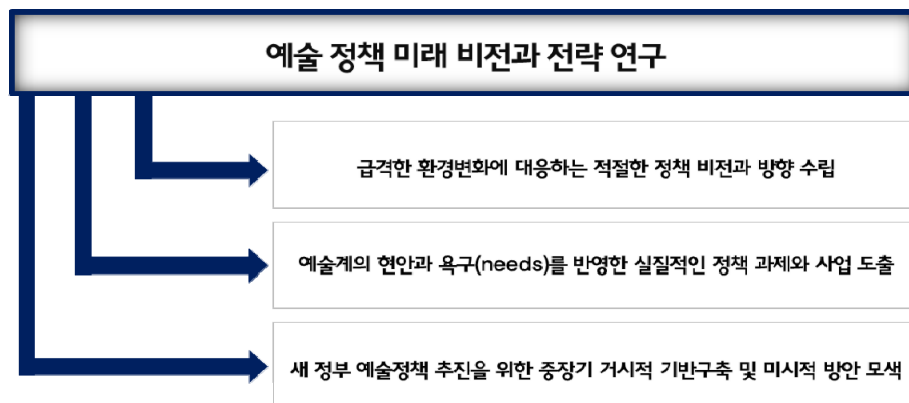 예술 정책 미래 비전과 전략 연구
급격한 환경변화에 대응하는 적절한 정책 비전과 방향 수립
예술계의 현안과 욕구(needs)를 반영한 실질적인 정책 과제와 사업 도출
새 정부 예술정책 추진을 위한 중장기 거시적 기반구축 및 미시적 방안 모색